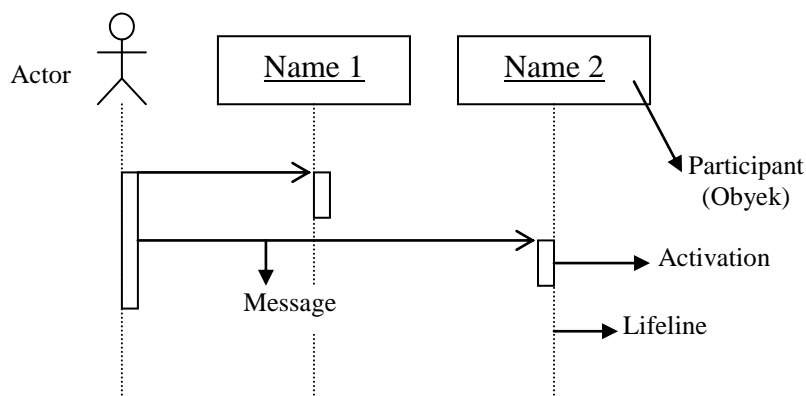 Actor
Name 1
Name 2
Participant
(Obyek)
Activation
Message
Lifeline